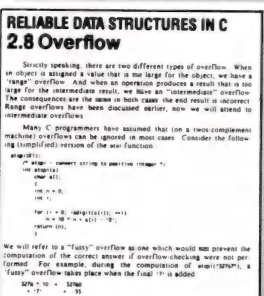 RELIABLE DATA STRUCTURES IN C
2.8 Overflow
Strictly speaking, there are two different types of overflow. When
an object is assigned a value that is too large for the object, we have a
"range" overflow. And when an operation produces a result that is too
large for the intermediate result, we have an "intermediate" overflow.
The consequences are the same in both cases: the end result is incorrect.
Range overflows have been discussed earlier, now we will attend to
intermediate overflows.
Many C programmers have assumed that (on a twos-complement
machine) overflows can be ignored in most cases. Consider the follow-
ing (simplified) version of the function:
/* atopi - convert string to positive integer */
int atopi(s)
char s[];
{
int n = 0;
int i;
for (i = 0; isdigit(s[i]); ++i)
n = 10 * n + s[i] - '0';
return (n);
}
We will refer to a "fussy" overflow as one which would not prevent the
computation of the correct answer if overflow-checking were not per-
formed. For example, during the computation of atopi("32767"), a
"fussy" overflow takes place when the final '7' is added:
3276 * 10 = 32760
+ '7' + 55